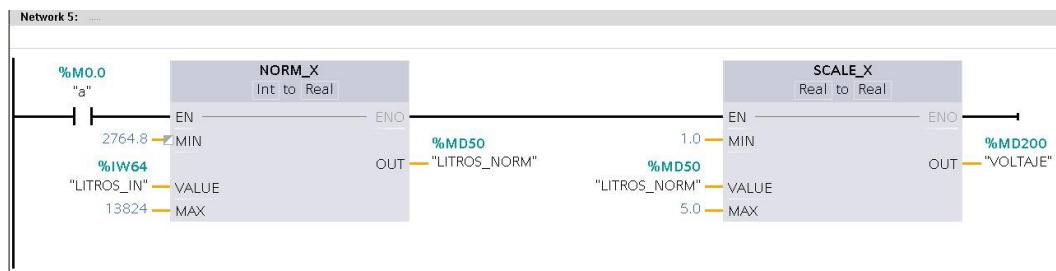 Network 5: .....
%M0.0
"a"
NORM_X
Int to Real
EN
ENO
2764.8
MIN
%IW64
"LITROS_IN"
VALUE
13824
MAX
OUT
%MD50
"LITROS_NORM"
SCALE_X
Real to Real
EN
ENO
1.0
MIN
%MD50
"LITROS_NORM"
VALUE
5.0
MAX
OUT
%MD200
"VOLTAJE"